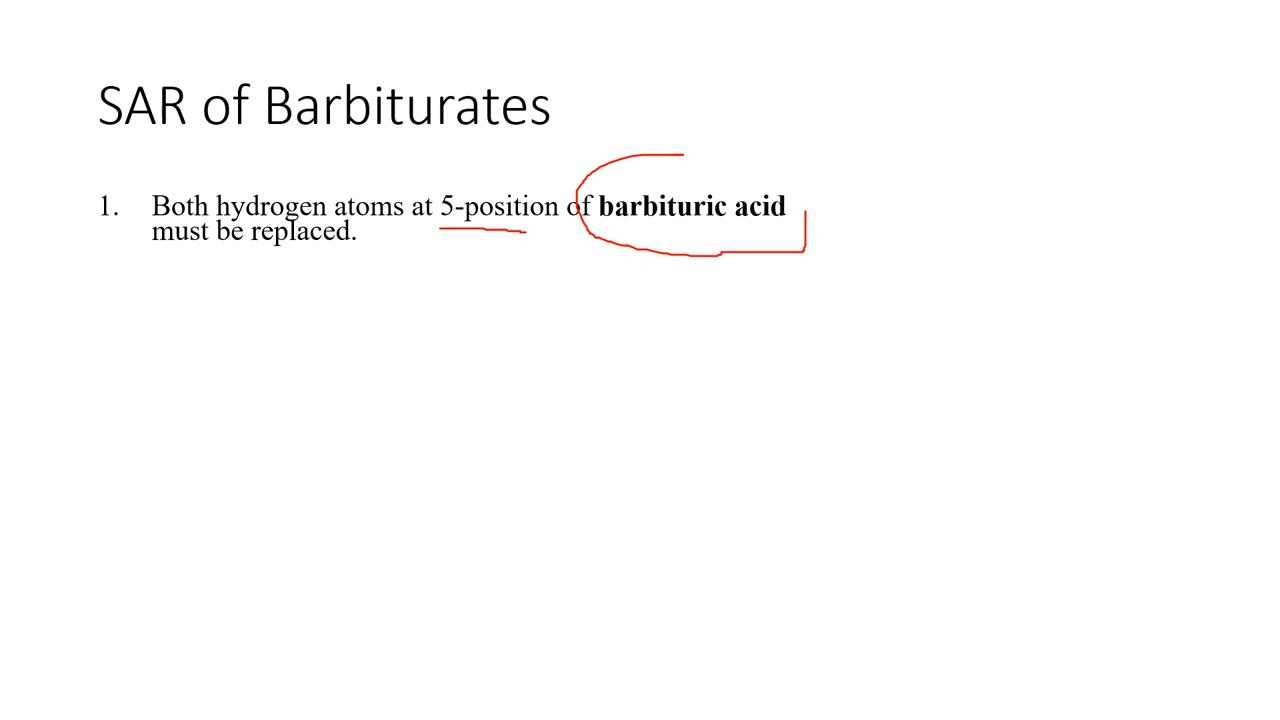 SAR of Barbiturates
1. Both hydrogen atoms at 5-position of barbituric acid
must be replaced.